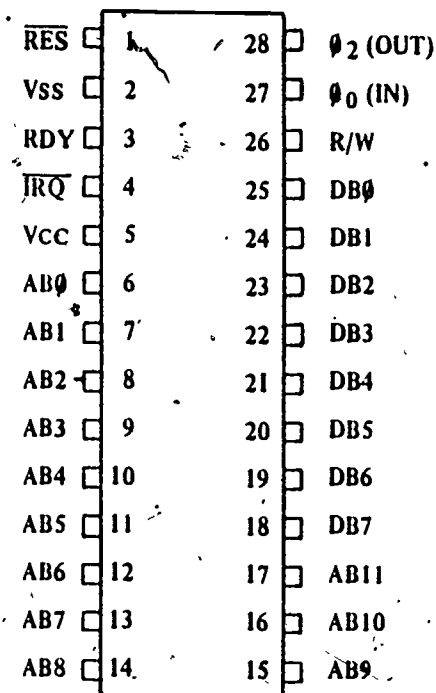 RES 1 28 φ2 (OUT)
VSS 2 27 φ0 (IN)
RDY 3 26 R/W
IRQ 4 25 DBφ
VCC 5 24 DB1
ABφ 6 23 DB2
AB1 7 22 DB3
AB2 8 21 DB4
AB3 9 20 DB5
AB4 10 19 DB6
AB5 11 18 DB7
AB6 12 17 AB11
AB7 13 16 AB10
AB8 14 15 AB9